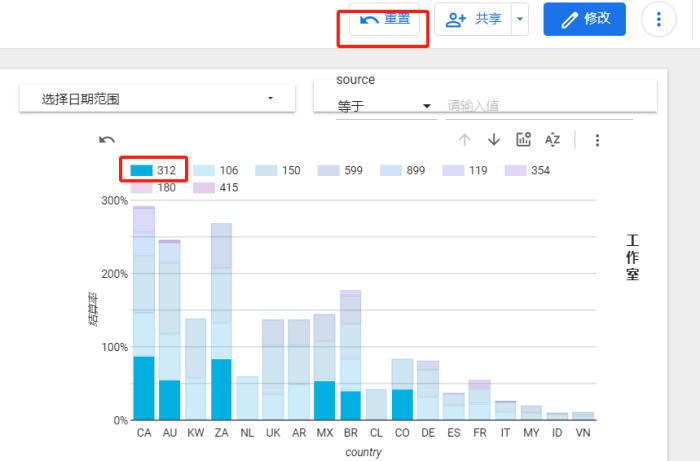 重置 共享 修改
source
选择日期范围 等于 请输入值
312 106 150 599 899 119 354
180 415
300%
200%
100%
0%
结算率
工作室
CA AU KW ZA NL UK AR MX BR CL CO DE ES FR IT MY ID VN
country